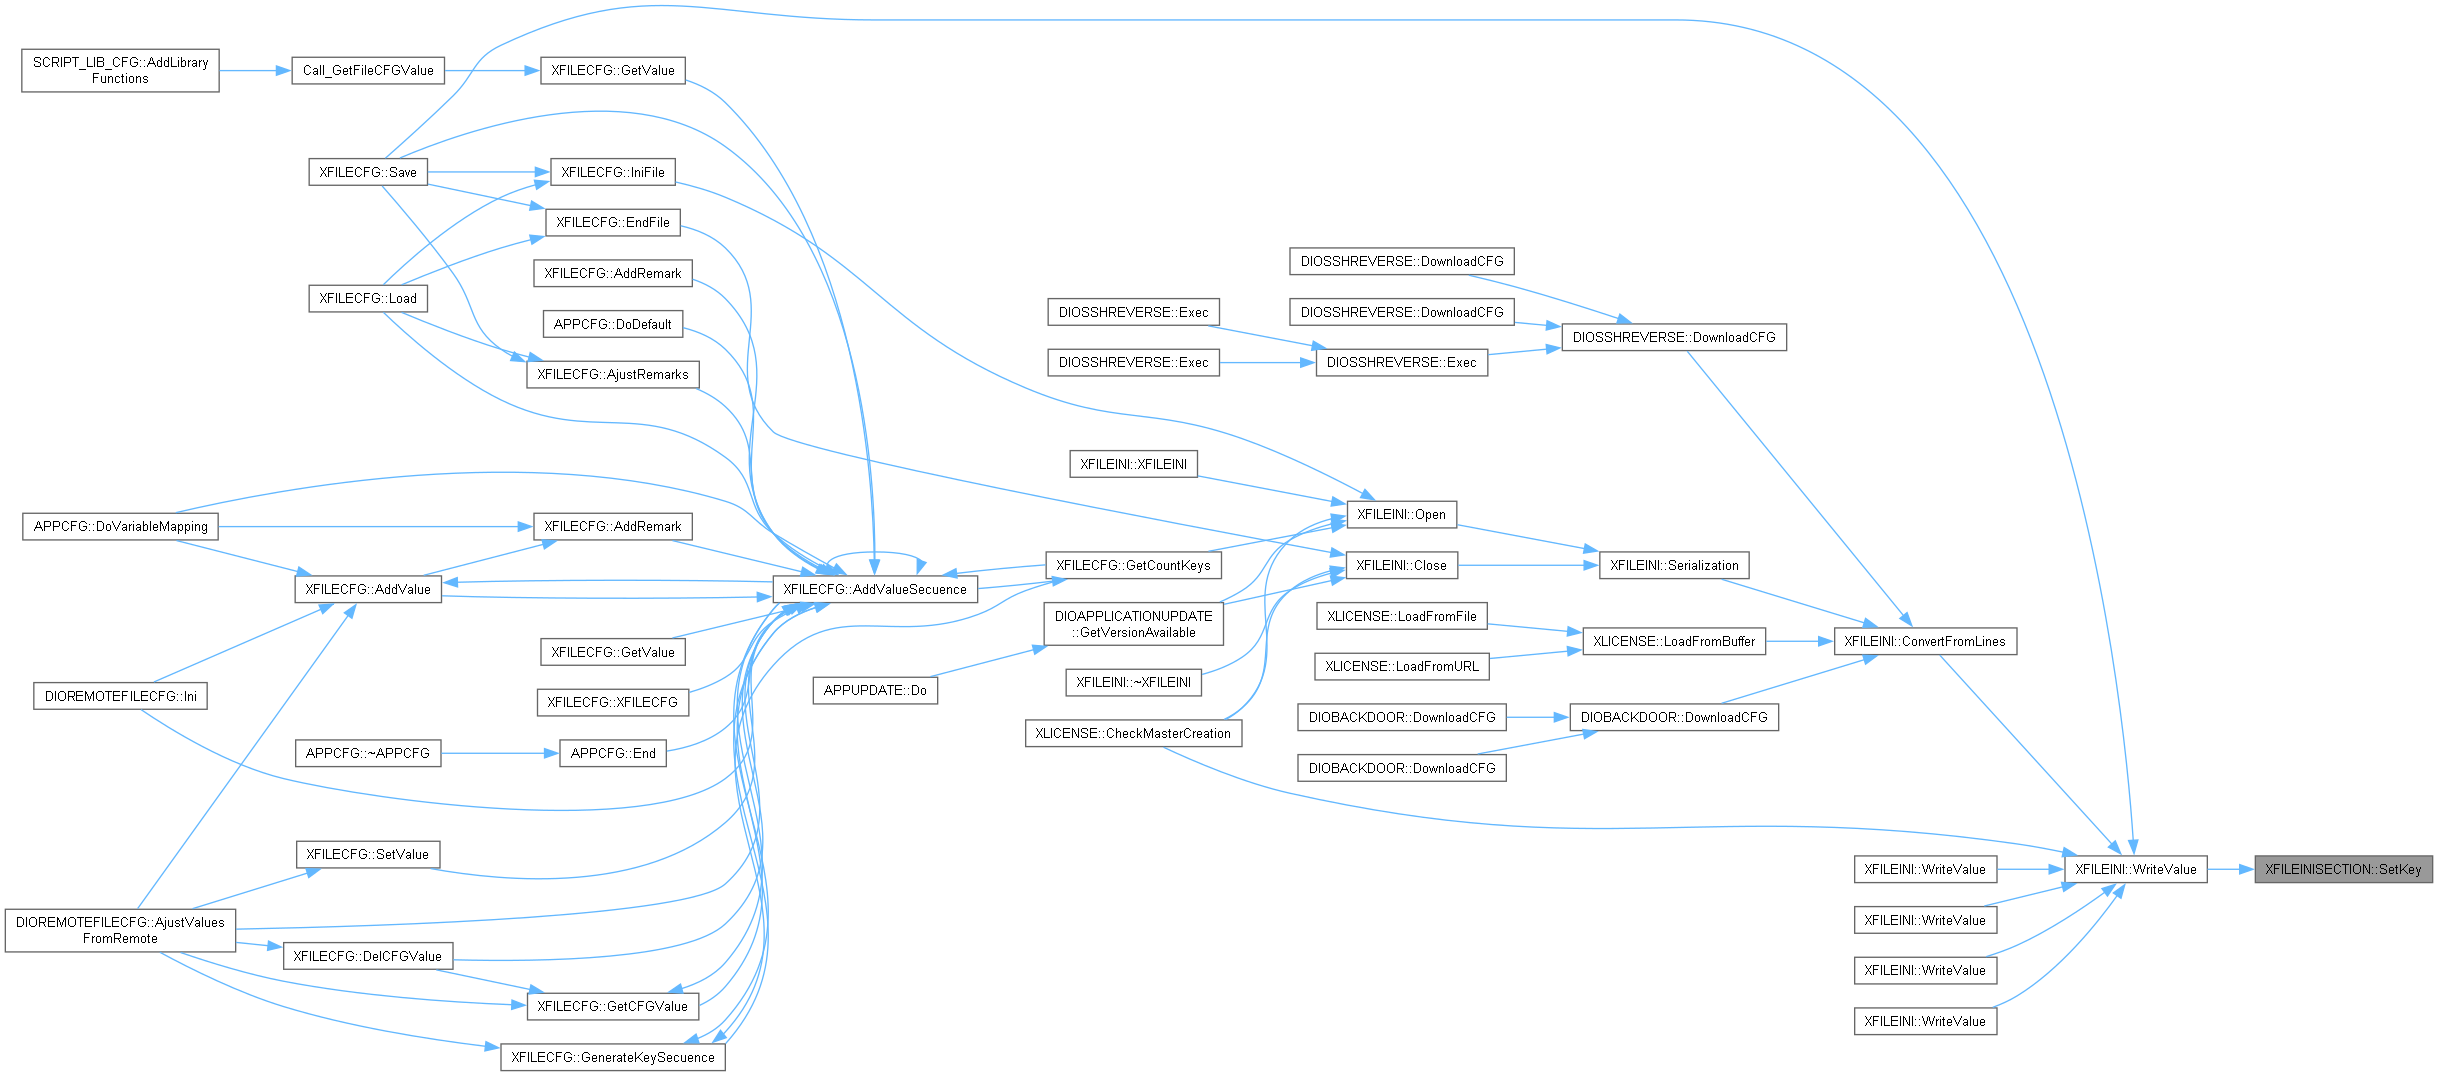 SCRIPT_LIB_CFG::AddLibrary
Functions
Call_GetFileCFGValue
XFILECFG::GetValue
XFILECFG::Save
XFILECFG::IniFile
XFILECFG::EndFile
XFILECFG::AddRemark
XFILECFG::Load
APPCFG::DoDefault
XFILECFG::AjustRemarks
DIOSSHREVERSE::DownloadCFG
DIOSSHREVERSE::Exec
DIOSSHREVERSE::DownloadCFG
DIOSSHREVERSE::DownloadCFG
DIOSSHREVERSE::Exec
DIOSSHREVERSE::Exec
XFILEINI::XFILEINI
XFILEINI::Open
APPCFG::DoVariableMapping
XFILECFG::AddRemark
XFILECFG::GetCountKeys
XFILEINI::Close
XFILEINI::Serialization
XFILECFG::AddValue
XFILECFG::AddValueSecuence
DIOAPPLICATIONUPDATE
::GetVersionAvailable
XLICENSE::LoadFromFile
XLICENSE::LoadFromBuffer
XFILEINI::ConvertFromLines
XFILECFG::GetValue
XLICENSE::LoadFromURL
DIOREMOTEFILECFG::Ini
XFILECFG::XFILECFG
APPUPDATE::Do
XFILEINI::~XFILEINI
DIOBACKDOOR::DownloadCFG
DIOBACKDOOR::DownloadCFG
XLICENSE::CheckMasterCreation
APPCFG::~APPCFG
APPCFG::End
DIOBACKDOOR::DownloadCFG
XFILECFG::SetValue
XFILEINI::WriteValue
XFILEINI::WriteValue
XFILEINISECTION::SetKey
DIOREMOTEFILECFG::AjustValues
FromRemote
XFILEINI::WriteValue
XFILECFG::DelCFGValue
XFILEINI::WriteValue
XFILECFG::GetCFGValue
XFILEINI::WriteValue
XFILECFG::GenerateKeySecuence